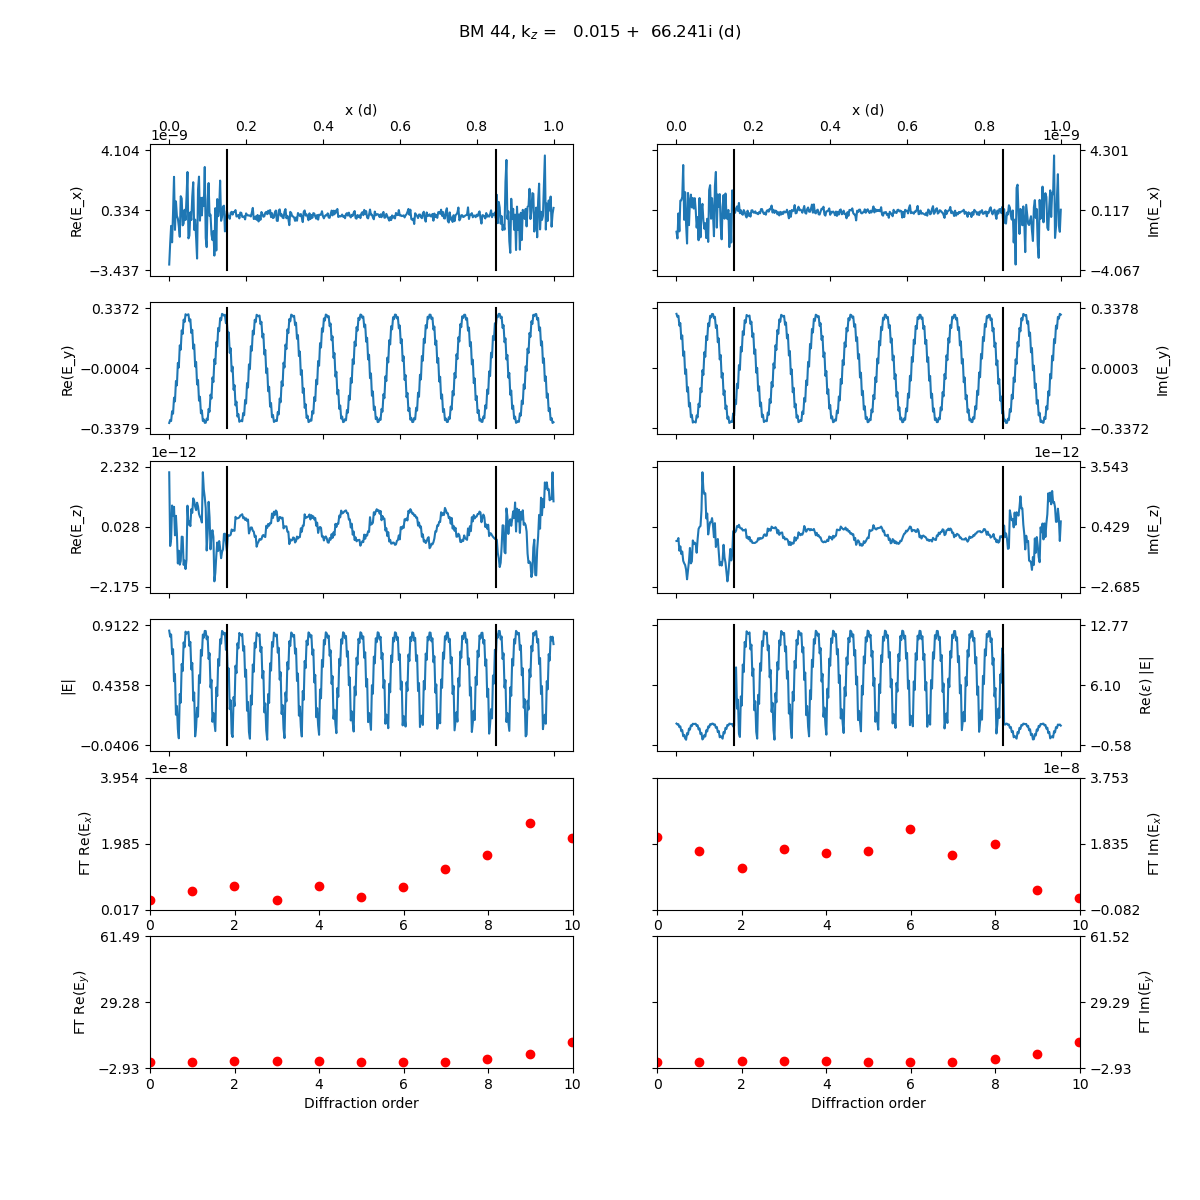 BM 44, k_z = 0.015 + 66.241i (d)
x (d)
x (d)
0.0 0.2 0.4 0.6 0.8 1.0
0.0 0.2 0.4 0.6 0.8 1.0
1e−9
1e−9
4.104
0.334
−3.437
Re(E_x)
4.301
0.117
−4.067
Im(E_x)
0.3372
−0.0004
−0.3379
Re(E_y)
0.3378
0.0003
−0.3372
Im(E_y)
1e−12
1e−12
2.232
0.028
−2.175
Re(E_z)
3.543
0.429
−2.685
Im(E_z)
0.9122
0.4358
−0.0406
|E|
12.77
6.10
−0.58
Re(ε) |E|
1e−8
1e−8
3.954
1.985
0.017
FT Re(E_x)
0 2 4 6 8 10
3.753
1.835
−0.082
FT Im(E_x)
0 2 4 6 8 10
61.49
29.28
−2.93
FT Re(E_y)
0 2 4 6 8 10
Diffraction order
61.52
29.29
−2.93
FT Im(E_y)
0 2 4 6 8 10
Diffraction order